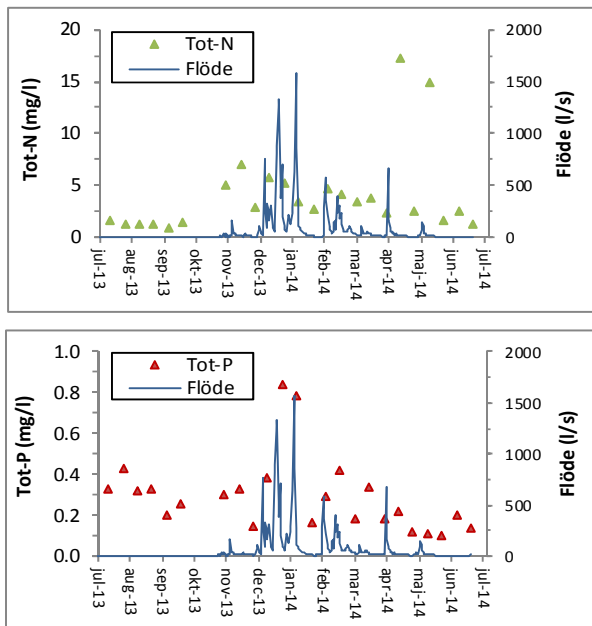 Tot-N (mg/l)
20
15
10
5
0
Tot-N
Flöde
2000
1500
1000
500
0
Flöde (l/s)
jul-13
aug-13
sep-13
okt-13
nov-13
dec-13
jan-14
feb-14
mar-14
apr-14
maj-14
jun-14
jul-14
Tot-P (mg/l)
1.0
0.8
0.6
0.4
0.2
0.0
Tot-P
Flöde
2000
1500
1000
500
0
Flöde (l/s)
jul-13
aug-13
sep-13
okt-13
nov-13
dec-13
jan-14
feb-14
mar-14
apr-14
maj-14
jun-14
jul-14